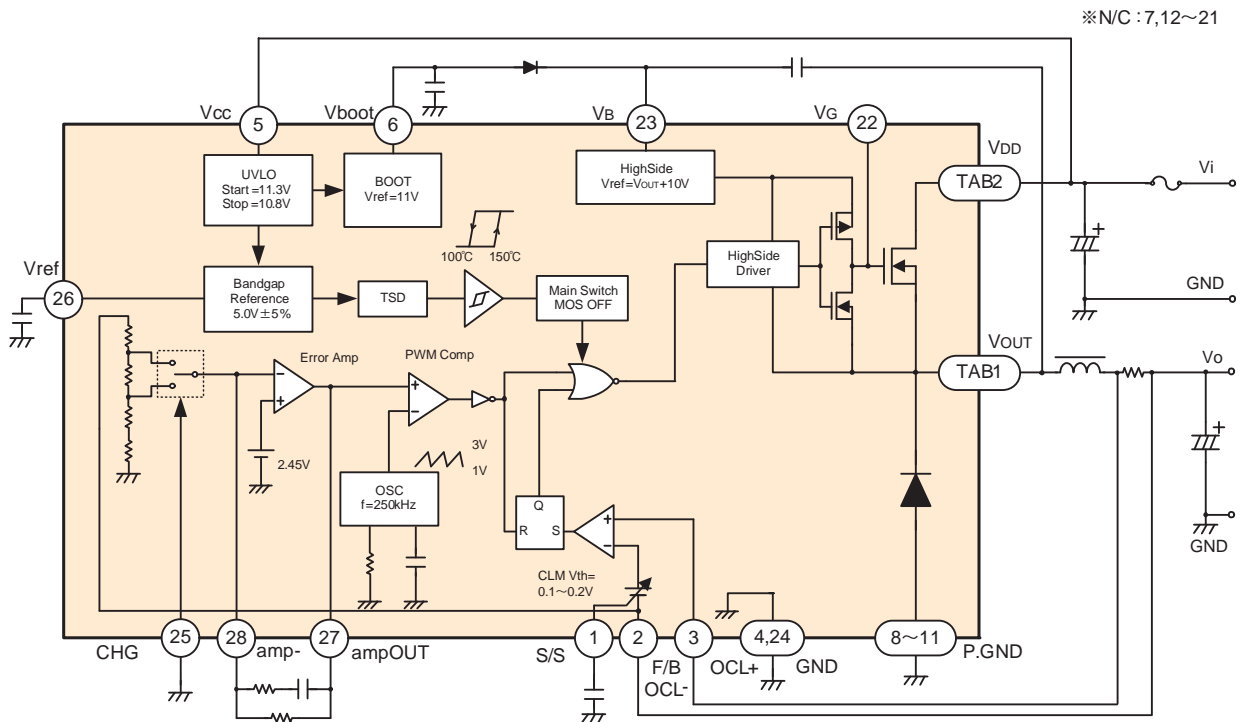 ※N/C : 7,12～21
Vcc
5
Vboot
6
VB
23
VG
22
VDD
TAB2
Vi
UVLO
Start =11.3V
Stop =10.8V
BOOT
Vref=11V
HighSide
Vref=VOUT+10V
100℃
150℃
HighSide
Driver
Vref
26
Bandgap
Reference
5.0V±5%
TSD
Main Switch
MOS OFF
GND
Error Amp
PWM Comp
VOUT
TAB1
Vo
2.45V
3V
1V
OSC
f=250kHz
Q
R
S
CLM Vth=
0.1～0.2V
GND
CHG
25
28
amp-
27
ampOUT
S/S
1
2
F/B
OCL-
3
OCL+
4,24
GND
8～11
P.GND